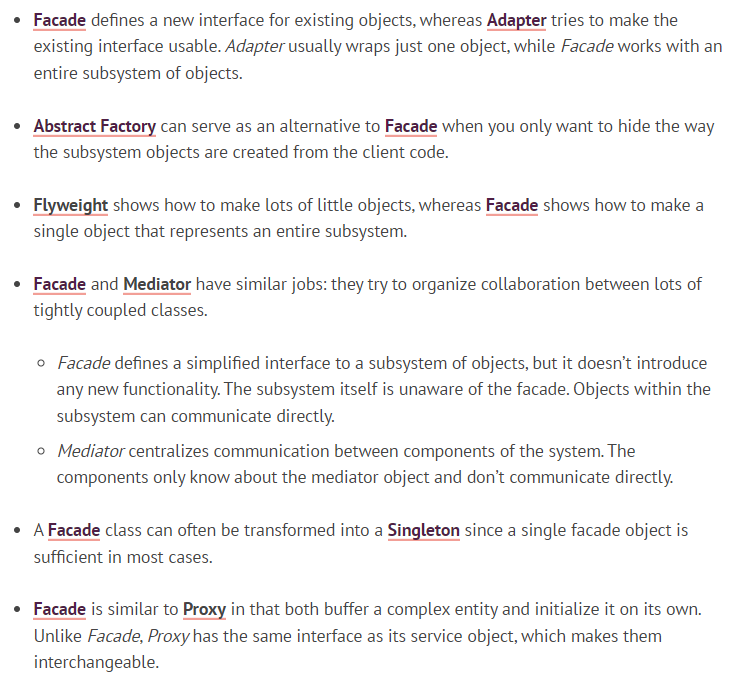 Facade defines a new interface for existing objects, whereas Adapter tries to make the
existing interface usable. Adapter usually wraps just one object, while Facade works with an
entire subsystem of objects.
Abstract Factory can serve as an alternative to Facade when you only want to hide the way
the subsystem objects are created from the client code.
Flyweight shows how to make lots of little objects, whereas Facade shows how to make a
single object that represents an entire subsystem.
Facade and Mediator have similar jobs: they try to organize collaboration between lots of
tightly coupled classes.
Facade defines a simplified interface to a subsystem of objects, but it doesn’t introduce
any new functionality. The subsystem itself is unaware of the facade. Objects within the
subsystem can communicate directly.
Mediator centralizes communication between components of the system. The
components only know about the mediator object and don’t communicate directly.
A Facade class can often be transformed into a Singleton since a single facade object is
sufficient in most cases.
Facade is similar to Proxy in that both buffer a complex entity and initialize it on its own.
Unlike Facade, Proxy has the same interface as its service object, which makes them
interchangeable.